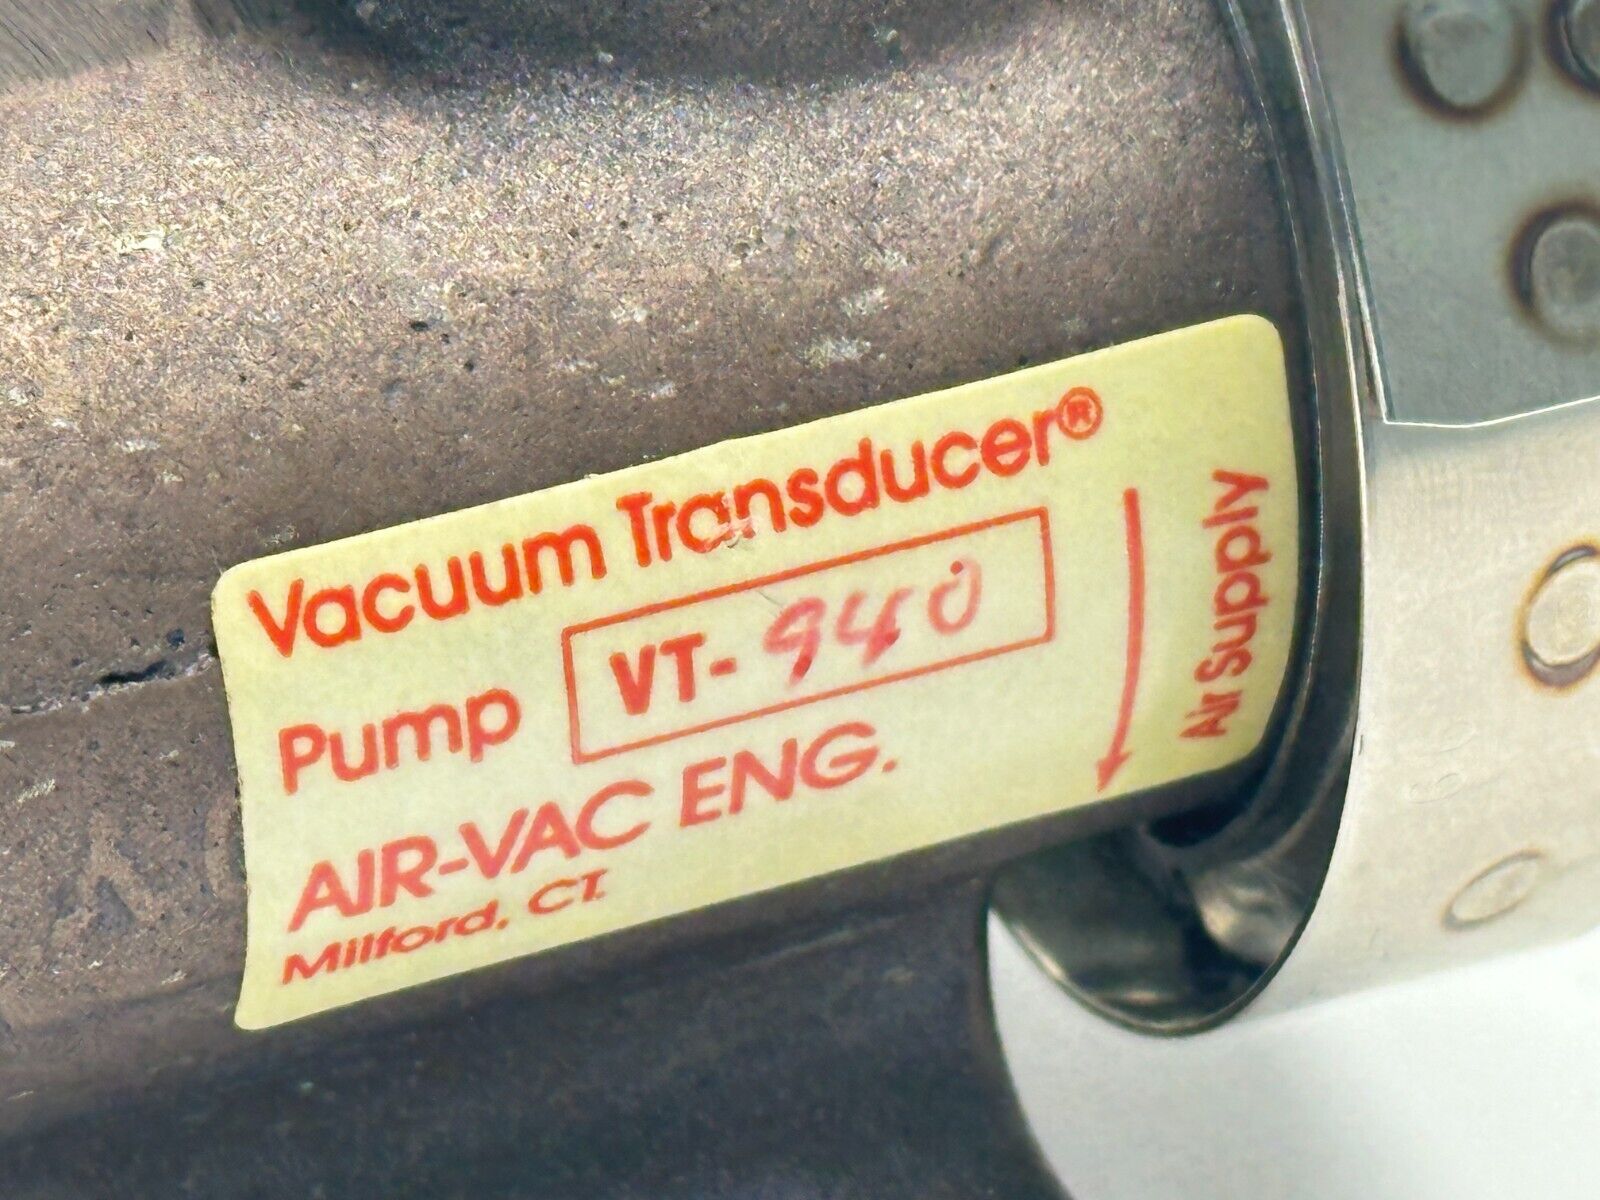 Vacuum Transducer®
Pump VT-940
AIR-VAC ENG.
Milford, CT.
Air Supply